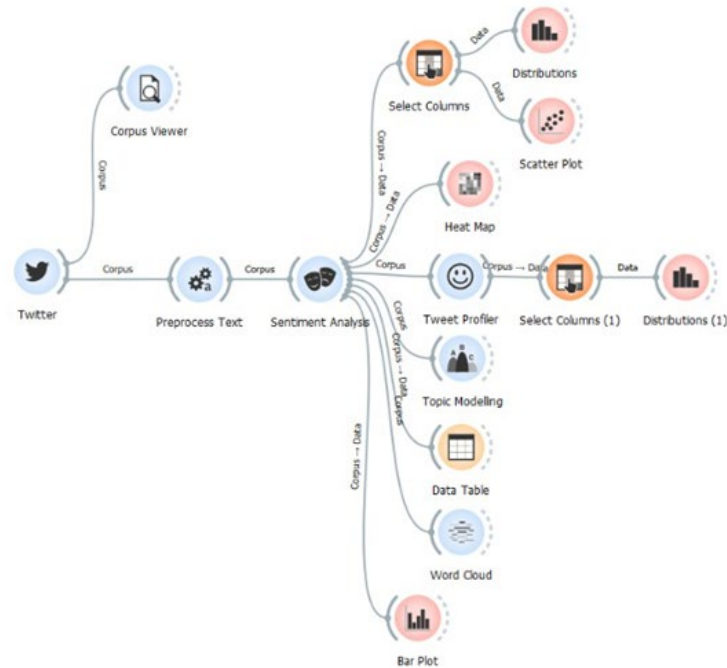 Data
Distributions
Select Columns
Data
Scatter Plot
Corpus Viewer
Corpus
Corpus → Data
Corpus → Data
Heat Map
Corpus
Corpus
Corpus
Corpus → Data
Data
Twitter
Preprocess Text
Sentiment Analysis
Tweet Profiler
Select Columns (1)
Distributions (1)
a
Corpus
A B C
Topic Modelling
Corpus → Data
Corpus
Data Table
Corpus → Data
Word Cloud
Bar Plot